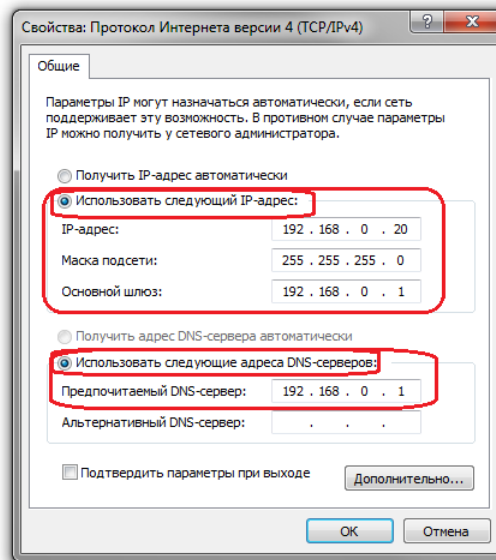 Свойства: Протокол Интернета версии 4 (TCP/IPv4)
Общие
Параметры IP могут назначаться автоматически, если сеть
поддерживает эту возможность. В противном случае параметры
IP можно получить у сетевого администратора.
Получить IP-адрес автоматически
Использовать следующий IP-адрес:
IP-адрес: 192 . 168 . 0 . 20
Маска подсети: 255 . 255 . 255 . 0
Основной шлюз: 192 . 168 . 0 . 1
Получить адрес DNS-сервера автоматически
Использовать следующие адреса DNS-серверов:
Предпочитаемый DNS-сервер: 192 . 168 . 0 . 1
Альтернативный DNS-сервер: . . .
Подтвердить параметры при выходе
Дополнительно...
ОК Отмена